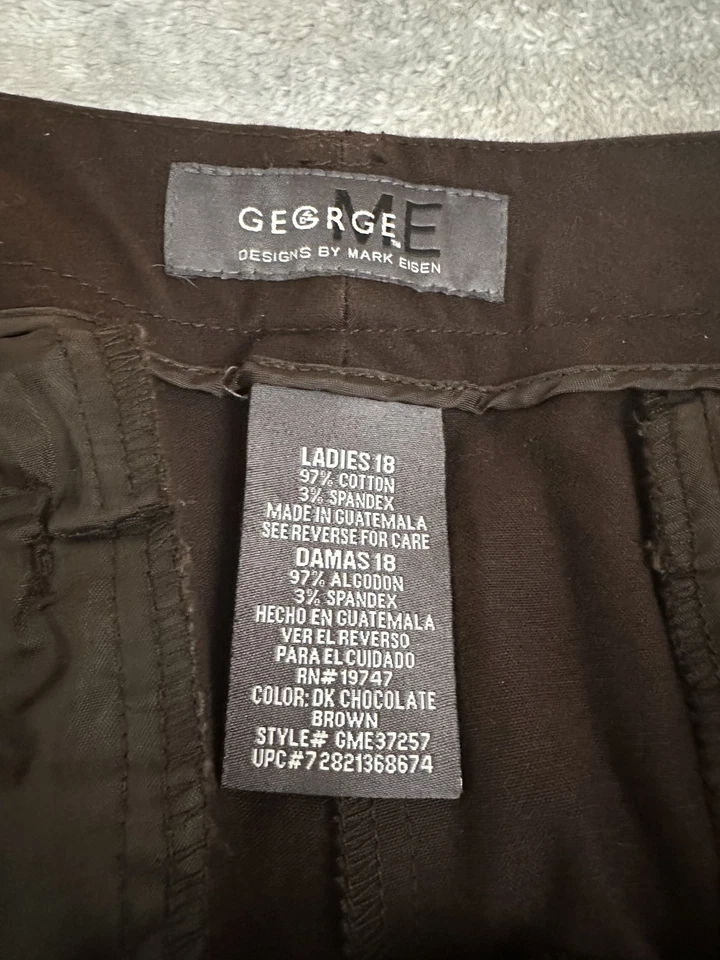 GEORGE ME™
DESIGNS BY MARK EISEN
LADIES 18
97% COTTON
3% SPANDEX
MADE IN GUATEMALA
SEE REVERSE FOR CARE
DAMAS 18
97% ALGODON
3% SPANDEX
HECHO EN GUATEMALA
VER EL REVERSO
PARA EL CUIDADO
RN# 19747
COLOR: DK CHOCOLATE
BROWN
STYLE# GME37257
UPC#72821368674